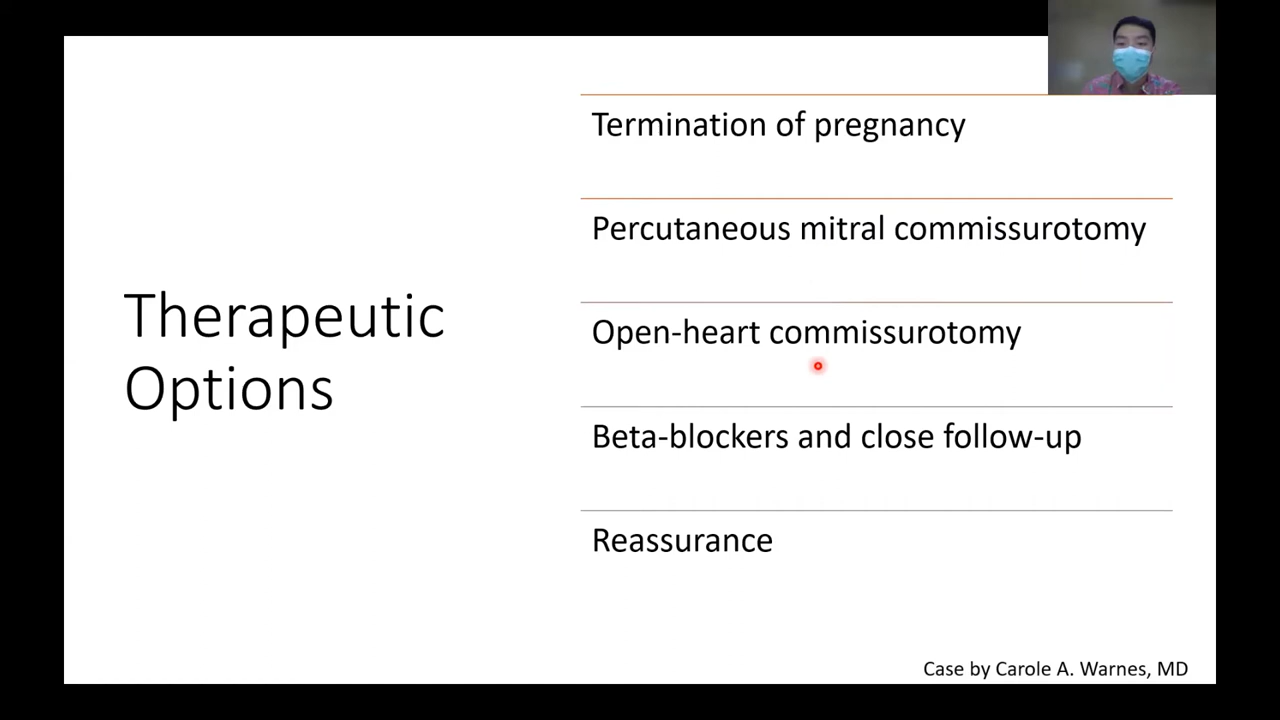 Therapeutic
Options
Termination of pregnancy
Percutaneous mitral commissurotomy
Open-heart commissurotomy
Beta-blockers and close follow-up
Reassurance
Case by Carole A. Warnes, MD